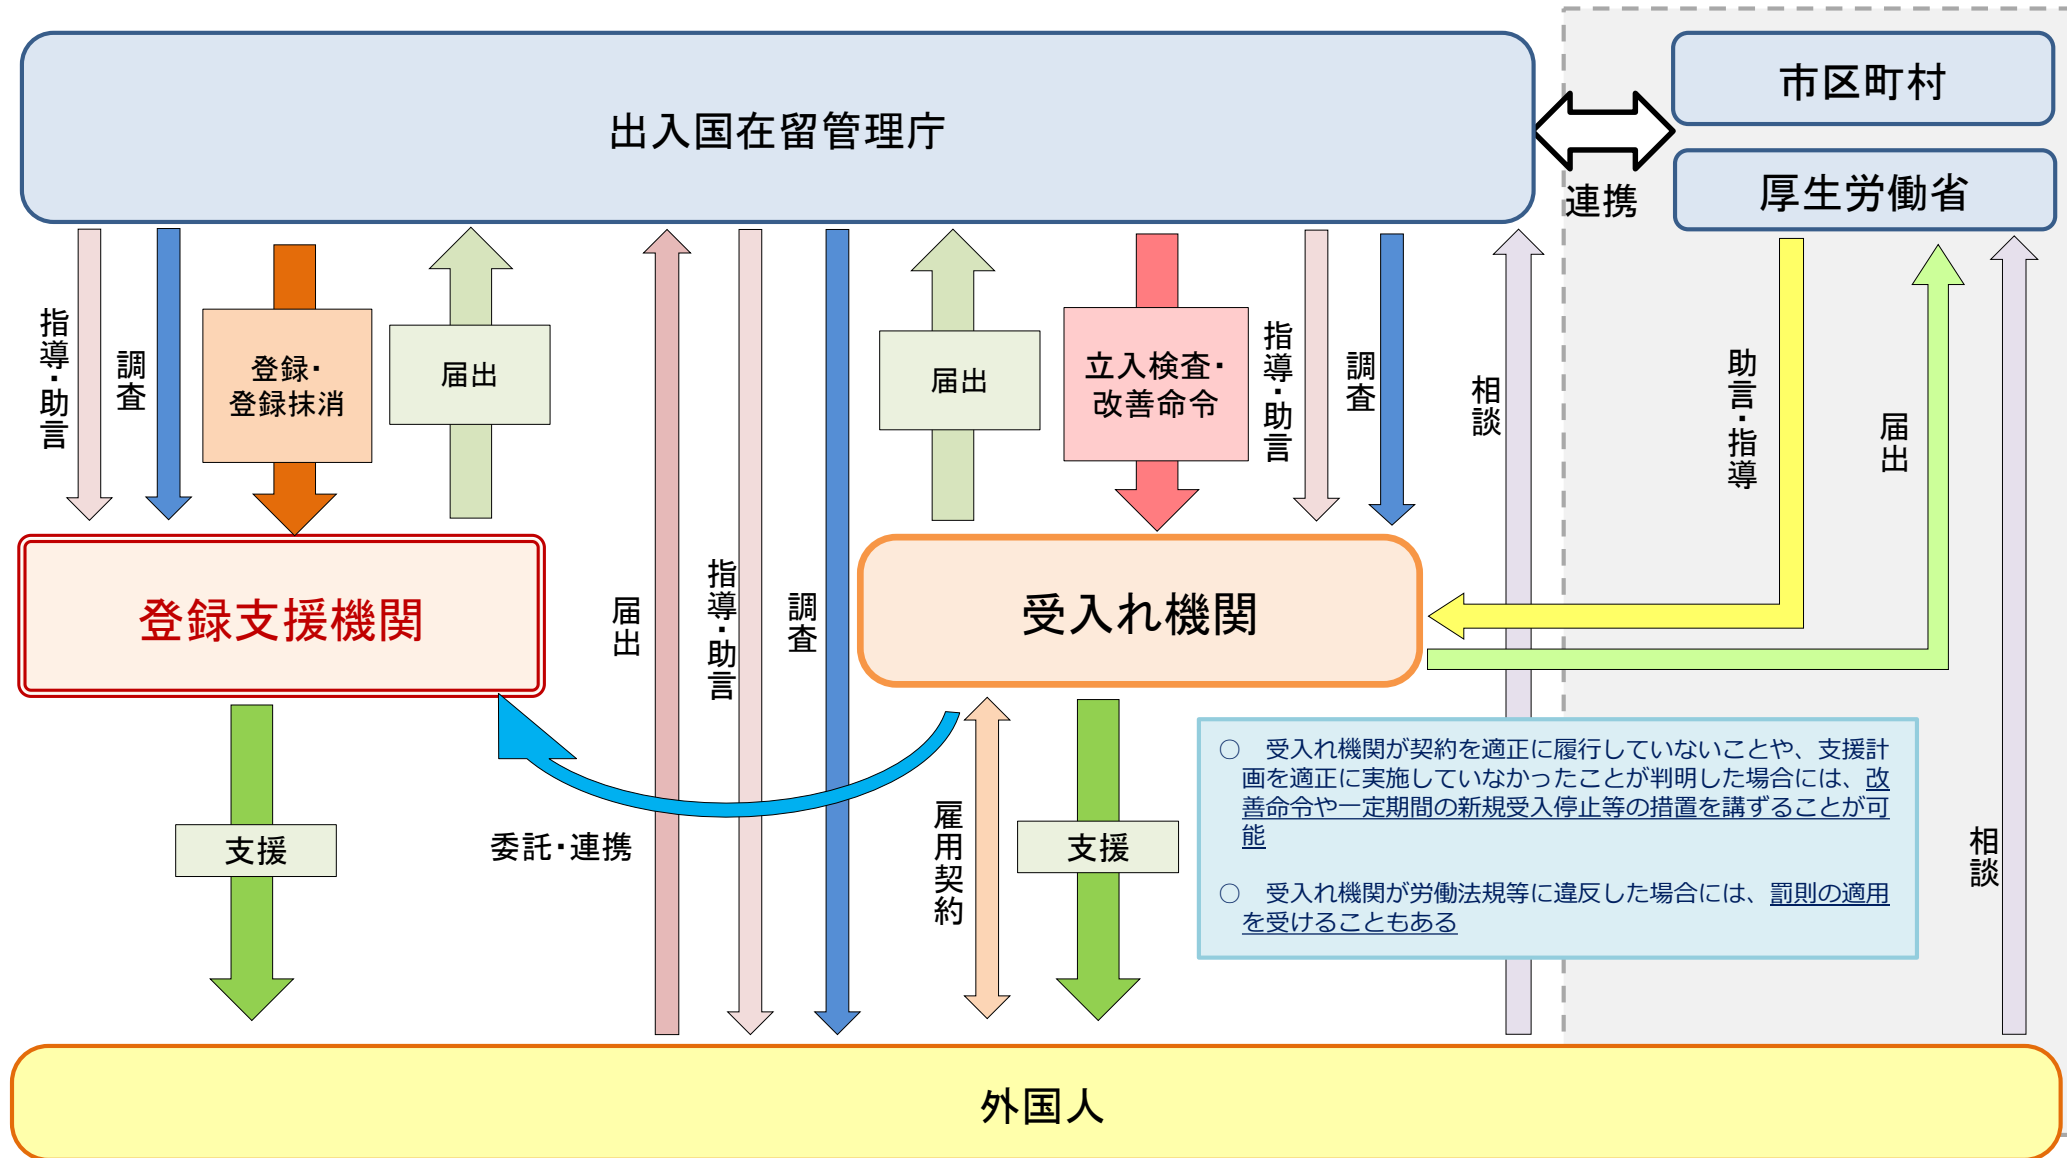 出入国在留管理庁
市区町村
厚生労働省
連携
指導・助言
調査
登録・
登録抹消
届出
届出
指導・助言
調査
届出
立入検査・
改善命令
指導・助言
調査
相談
助言・指導
届出
相談
登録支援機関
受入れ機関
支援
委託・連携
雇用契約
支援
○　受入れ機関が契約を適正に履行していないことや、支援計
画を適正に実施していなかったことが判明した場合には、改
善命令や一定期間の新規受入停止等の措置を講ずることが可
能
○　受入れ機関が労働法規等に違反した場合には、罰則の適用
を受けることもある
外国人